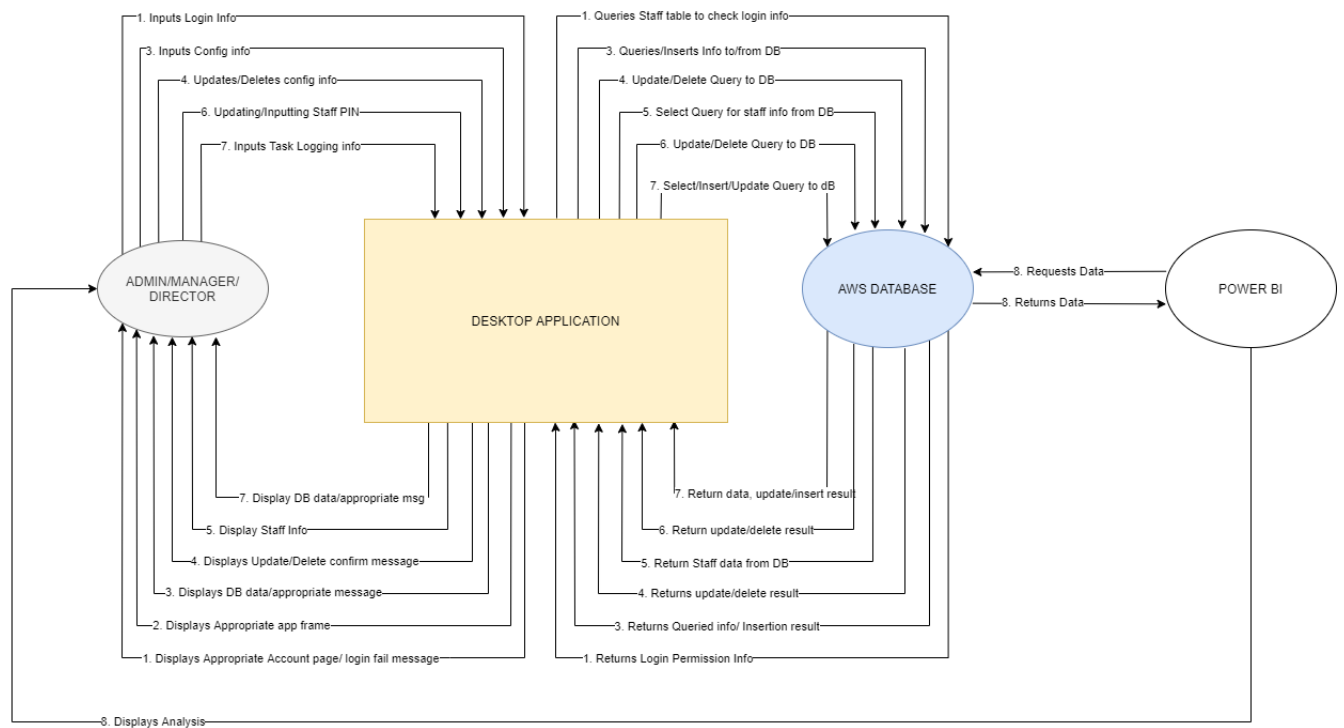 1. Inputs Login Info
3. Inputs Config info
4. Updates/Deletes config info
6. Updating/Inputting Staff PIN
7. Inputs Task Logging info
1. Queries Staff table to check login info
3. Queries/Inserts Info to/from DB
4. Update/Delete Query to DB
5. Select Query for staff info from DB
6. Update/Delete Query to DB
7. Select/Insert/Update Query to dB
ADMIN/MANAGER/
DIRECTOR
DESKTOP APPLICATION
AWS DATABASE
8. Requests Data
8. Returns Data
POWER BI
7. Display DB data/appropriate msg
5. Display Staff Info
4. Displays Update/Delete confirm message
3. Displays DB data/appropriate message
2. Displays Appropriate app frame
1. Displays Appropriate Account page/ login fail message
7. Return data, update/insert result
6. Return update/delete result
5. Return Staff data from DB
4. Returns update/delete result
3. Returns Queried info/ Insertion result
1. Returns Login Permission Info
8. Displays Analysis